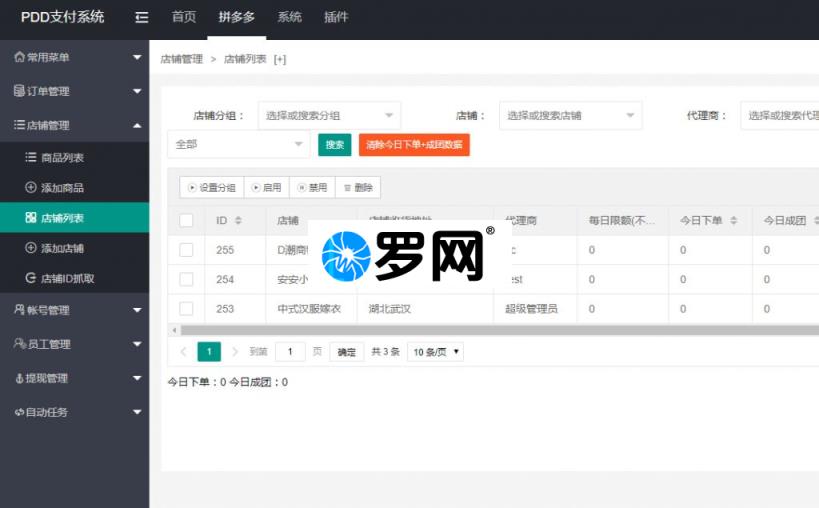 PDD支付系统 首页 拼多多 系统 插件
常用菜单
订单管理
店铺管理
商品列表
添加商品
店铺列表
添加店铺
店铺ID抓取
帐号管理
员工管理
提现管理
自动任务
店铺管理 > 店铺列表 [+]
店铺分组： 选择或搜索分组 店铺： 选择或搜索店铺 代理商： 选择或搜索代理
全部 搜索 清除今日下单+成团数据
设置分组 启用 禁用 删除
ID 店铺 店铺收货地址 代理商 每日限额(不... 今日下单 今日成团
255 D潮商 0 0 0
254 安安小 est 0 0 0
253 中式汉服嫁衣 湖北武汉 超级管理员 0 0 0
罗网®
1 到第 1 页 确定 共 3 条 10 条/页
今日下单：0 今日成团：0